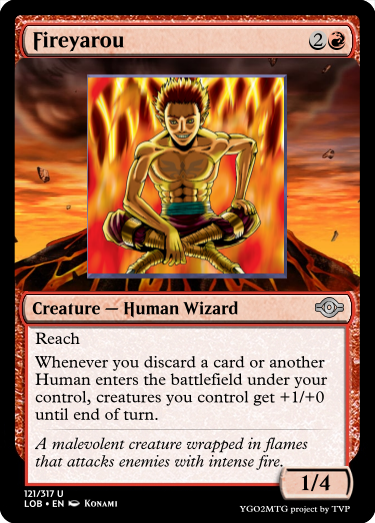 Fireyarou 2
Creature — Human Wizard
Reach
Whenever you discard a card or another
Human enters the battlefield under your
control, creatures you control get +1/+0
until end of turn.
A malevolent creature wrapped in flames
that attacks enemies with intense fire.
1/4
121/317 U
LOB • EN Konami
YGO2MTG project by TVP